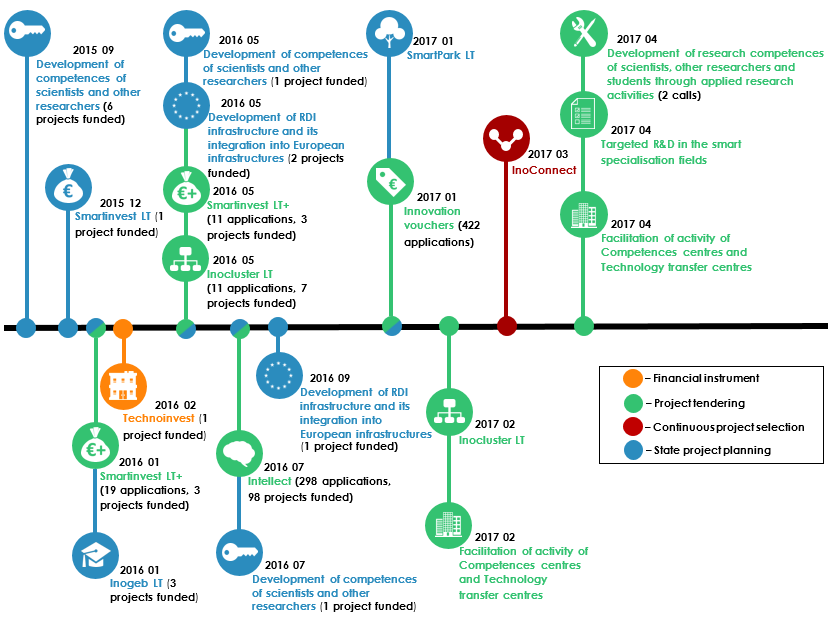 2015 09
Development of
competences of
scientists and other
researchers (6
projects funded)
2015 12
Smartinvest LT (1
project funded)
2016 05
Development of competences
of scientists and other
researchers (1 project funded)
2016 05
Development of RDI
infrastructure and its
integration into European
infrastructures (2 projects
funded)
2016 05
Smartinvest LT+
(11 applications, 3
projects funded)
2016 05
Inocluster LT
(11 applications, 7
projects funded)
2017 01
SmartPark LT
2017 01
Innovation
vouchers (422
applications)
2017 03
InoConnect
2017 04
Development of research competences
of scientists, other researchers and
students through applied research
activities (2 calls)
2017 04
Targeted R&D in the smart
specialisation fields
2017 04
Facilitation of activity of
Competences centres and
Technology transfer centres
2016 02
Technoinvest (1
project funded)
2016 01
Smartinvest LT+
(19 applications, 3
projects funded)
2016 01
Inogeb LT (3
projects funded)
2016 09
Development of RDI
infrastructure and its
integration into
European infrastructures
(1 project funded)
2016 07
Intellect (298 applications,
98 projects funded)
2016 07
Development of competences
of scientists and other
researchers (1 project funded)
2017 02
Inocluster LT
2017 02
Facilitation of activity of
Competences centres
and Technology
transfer centres
– Financial instrument
– Project tendering
– Continuous project selection
– State project planning
€
€+
€
€+